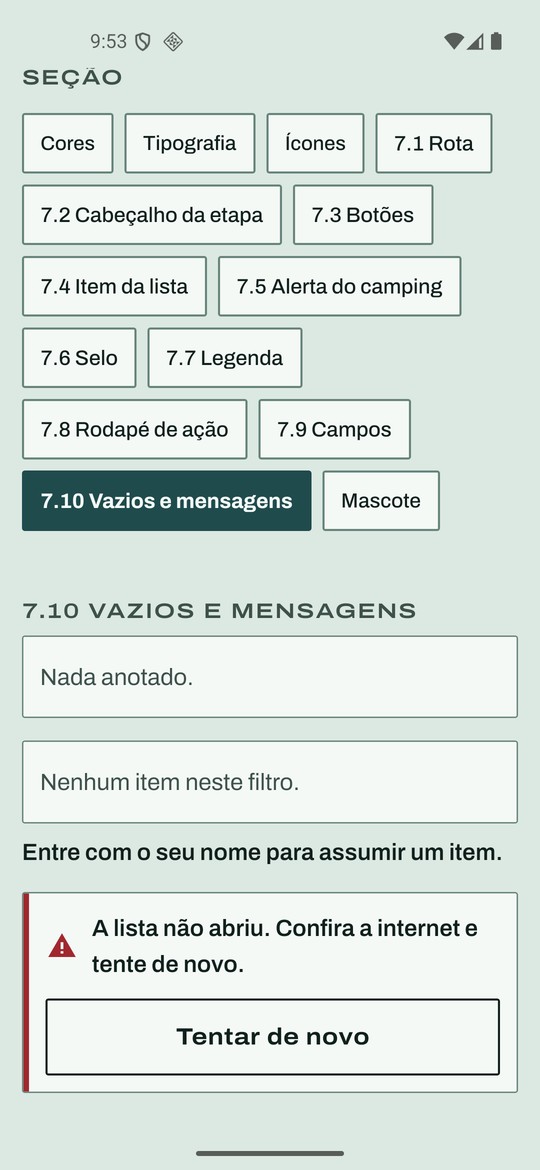 9:53
SEÇÃO
Cores
Tipografia
Ícones
7.1 Rota
7.2 Cabeçalho da etapa
7.3 Botões
7.4 Item da lista
7.5 Alerta do camping
7.6 Selo
7.7 Legenda
7.8 Rodapé de ação
7.9 Campos
7.10 Vazios e mensagens
Mascote
7.10 VAZIOS E MENSAGENS
Nada anotado.
Nenhum item neste filtro.
Entre com o seu nome para assumir um item.
A lista não abriu. Confira a internet e
tente de novo.
Tentar de novo